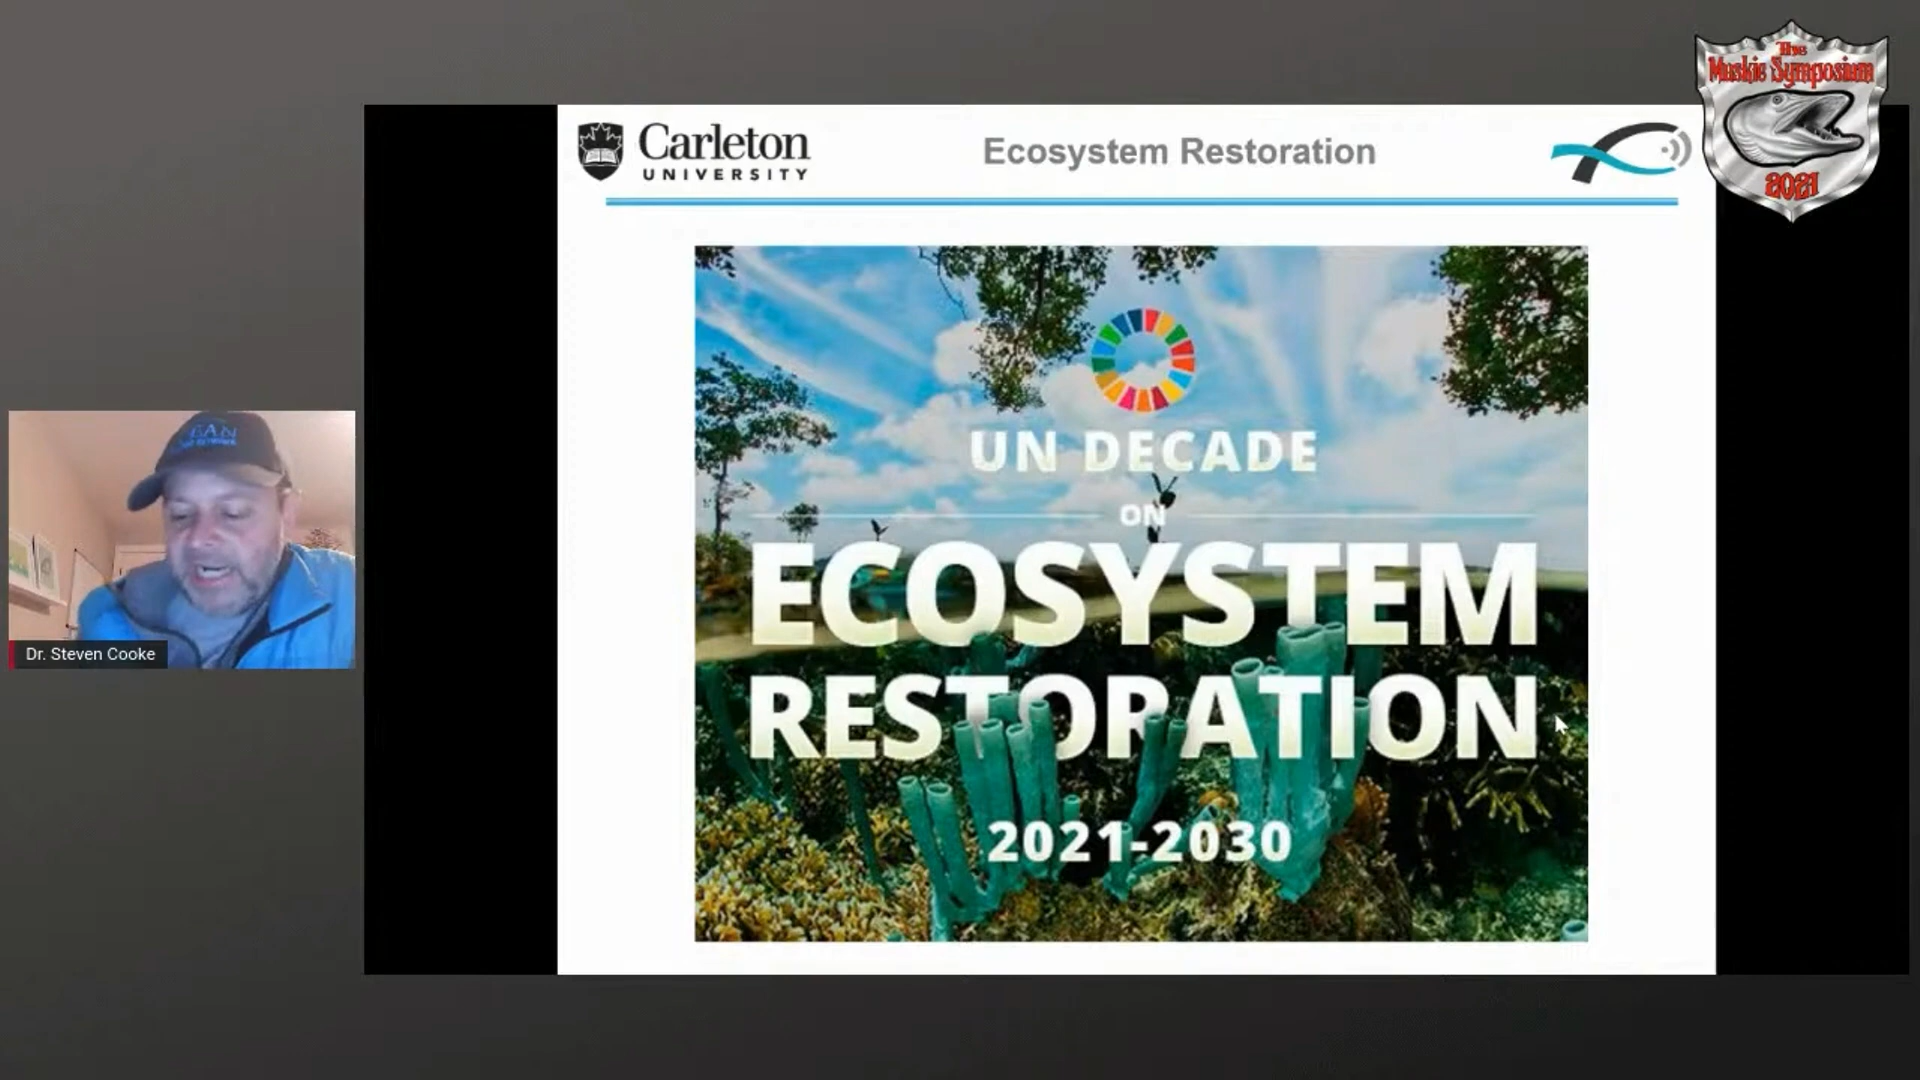 The
Muskie Symposium
2021
Carleton
UNIVERSITY
Ecosystem Restoration
UN DECADE
ON
ECOSYSTEM
RESTORATION
2021-2030
Dr. Steven Cooke